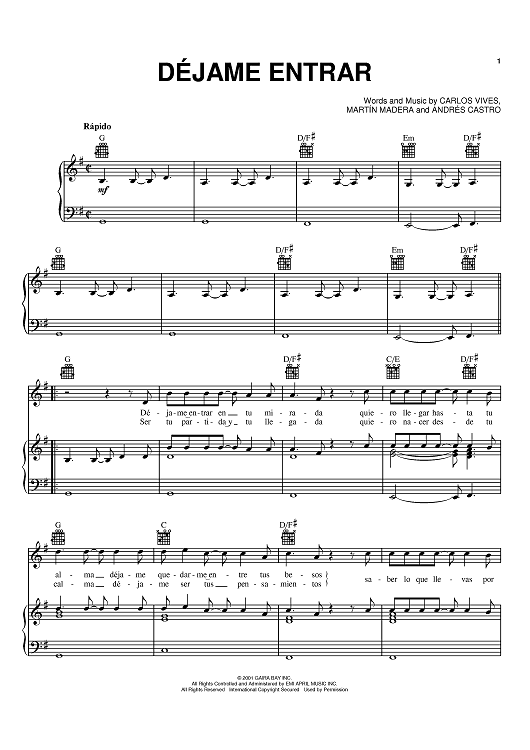 1
DÉJAME ENTRAR
Words and Music by CARLOS VIVES,
MARTÍN MADERA and ANDRÉS CASTRO
Rápido
G D/F# Em
mf
G D/F# Em D/F#
G D/F# C/E D/F#
Dé - ja-me en-trar en tu mi - ra - da quie - ro lle - gar has - ta tu
Ser tu par - ti-da y tu lle - ga - da quie - ro na-cer des - de tu
G C D/F#
al - ma dé-ja-me que-dar-me en - tre tus be - sos
cal - ma dé-ja-me ser tus pen - sa-mien - tos
sa - ber lo que lle - vas por
© 2001 GAIRA BAY INC.
All Rights Controlled and Administered by EMI APRIL MUSIC INC.
All Rights Reserved International Copyright Secured Used by Permission